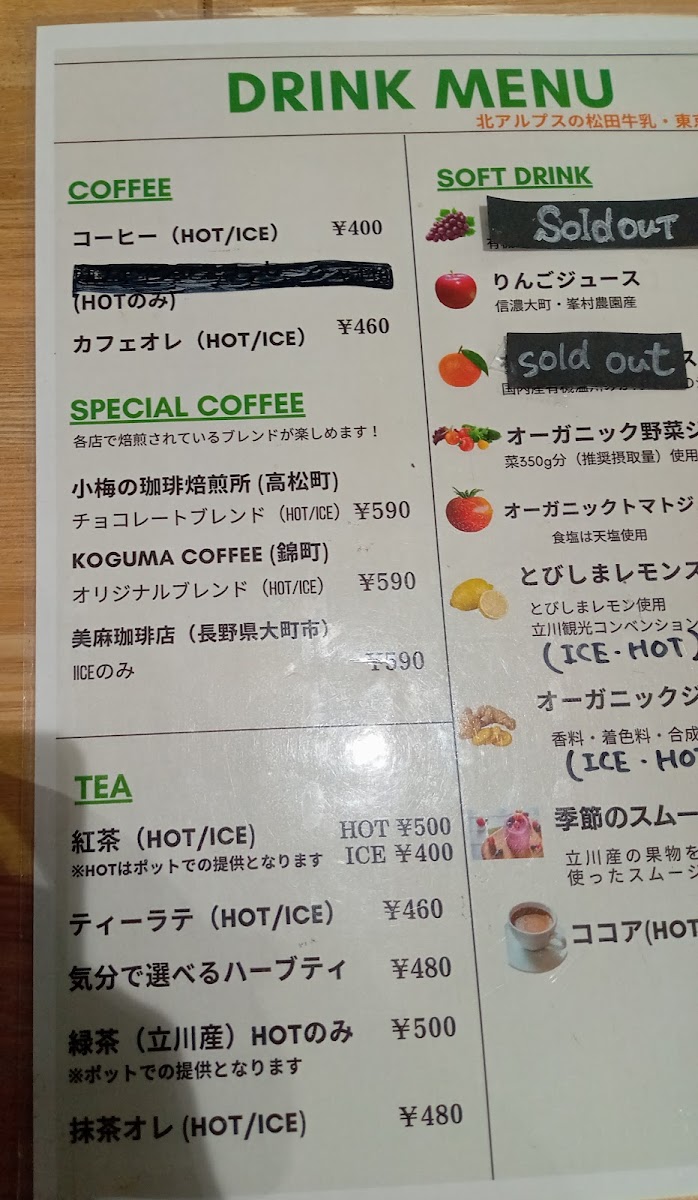 DRINK MENU
北アルプスの松田牛乳・東京
COFFEE
コーヒー（HOT/ICE） ¥400
(HOTのみ)
カフェオレ（HOT/ICE） ¥460
SPECIAL COFFEE
各店で焙煎されているブレンドが楽しめます！
小梅の珈琲焙煎所 (高松町)
チョコレートブレンド（HOT/ICE） ¥590
KOGUMA COFFEE (錦町)
オリジナルブレンド（HOT/ICE） ¥590
美麻珈琲店（長野県大町市）
IICEのみ ¥590
TEA
紅茶（HOT/ICE) HOT ¥500
※HOTはポットでの提供となります ICE ¥400
ティーラテ（HOT/ICE） ¥460
気分で選べるハーブティ ¥480
緑茶（立川産）HOTのみ ¥500
※ポットでの提供となります
抹茶オレ (HOT/ICE) ¥480
SOFT DRINK
Sold out
りんごジュース
信濃大町・峯村農園産
sold out
オーガニック野菜ジ
菜350g分（推奨摂取量）使用
オーガニックトマトジ
食塩は天塩使用
とびしまレモンス
とびしまレモン使用
立川観光コンベンション
(ICE・HOT)
オーガニックジ
香料・着色料・合成
(ICE・HO
季節のスムー
立川産の果物を
使ったスムージ
ココア(HOT